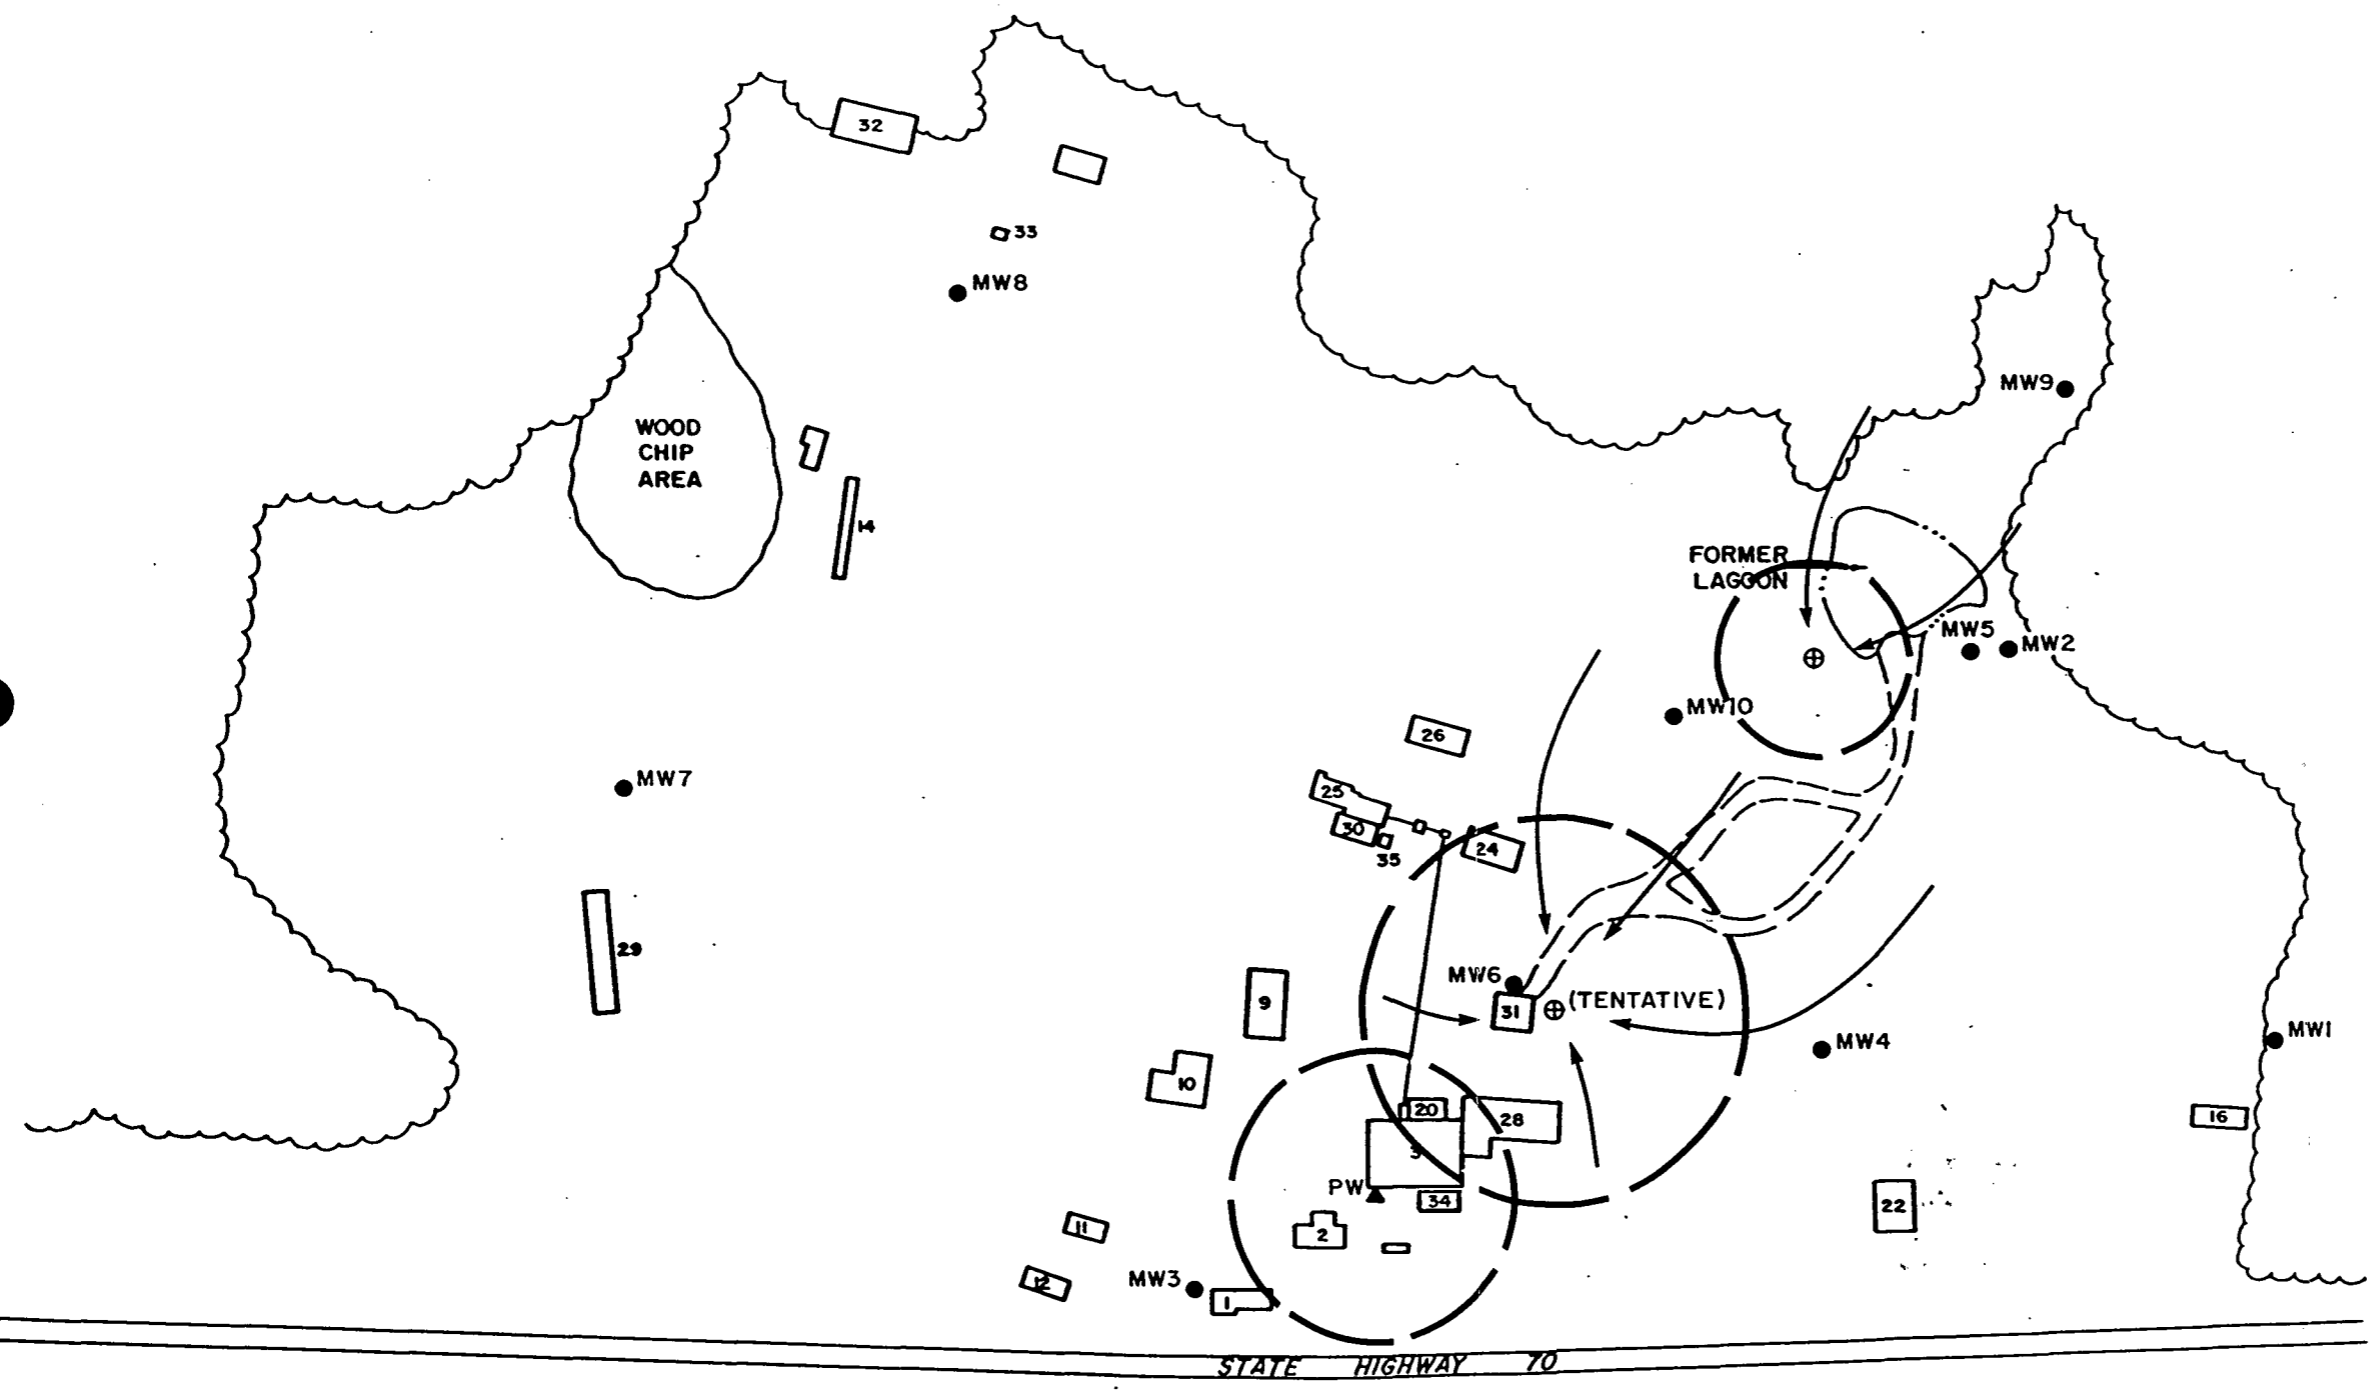 32
33
MW8
MW9
WOOD
CHIP
AREA
14
FORMER
LAGOON
MW5
MW2
MW10
26
MW7
25
30
35
24
29
9
MW6
31
(TENTATIVE)
MW4
MW1
10
20
28
16
3
PW
34
22
11
2
12
MW3
1
STATE HIGHWAY 70